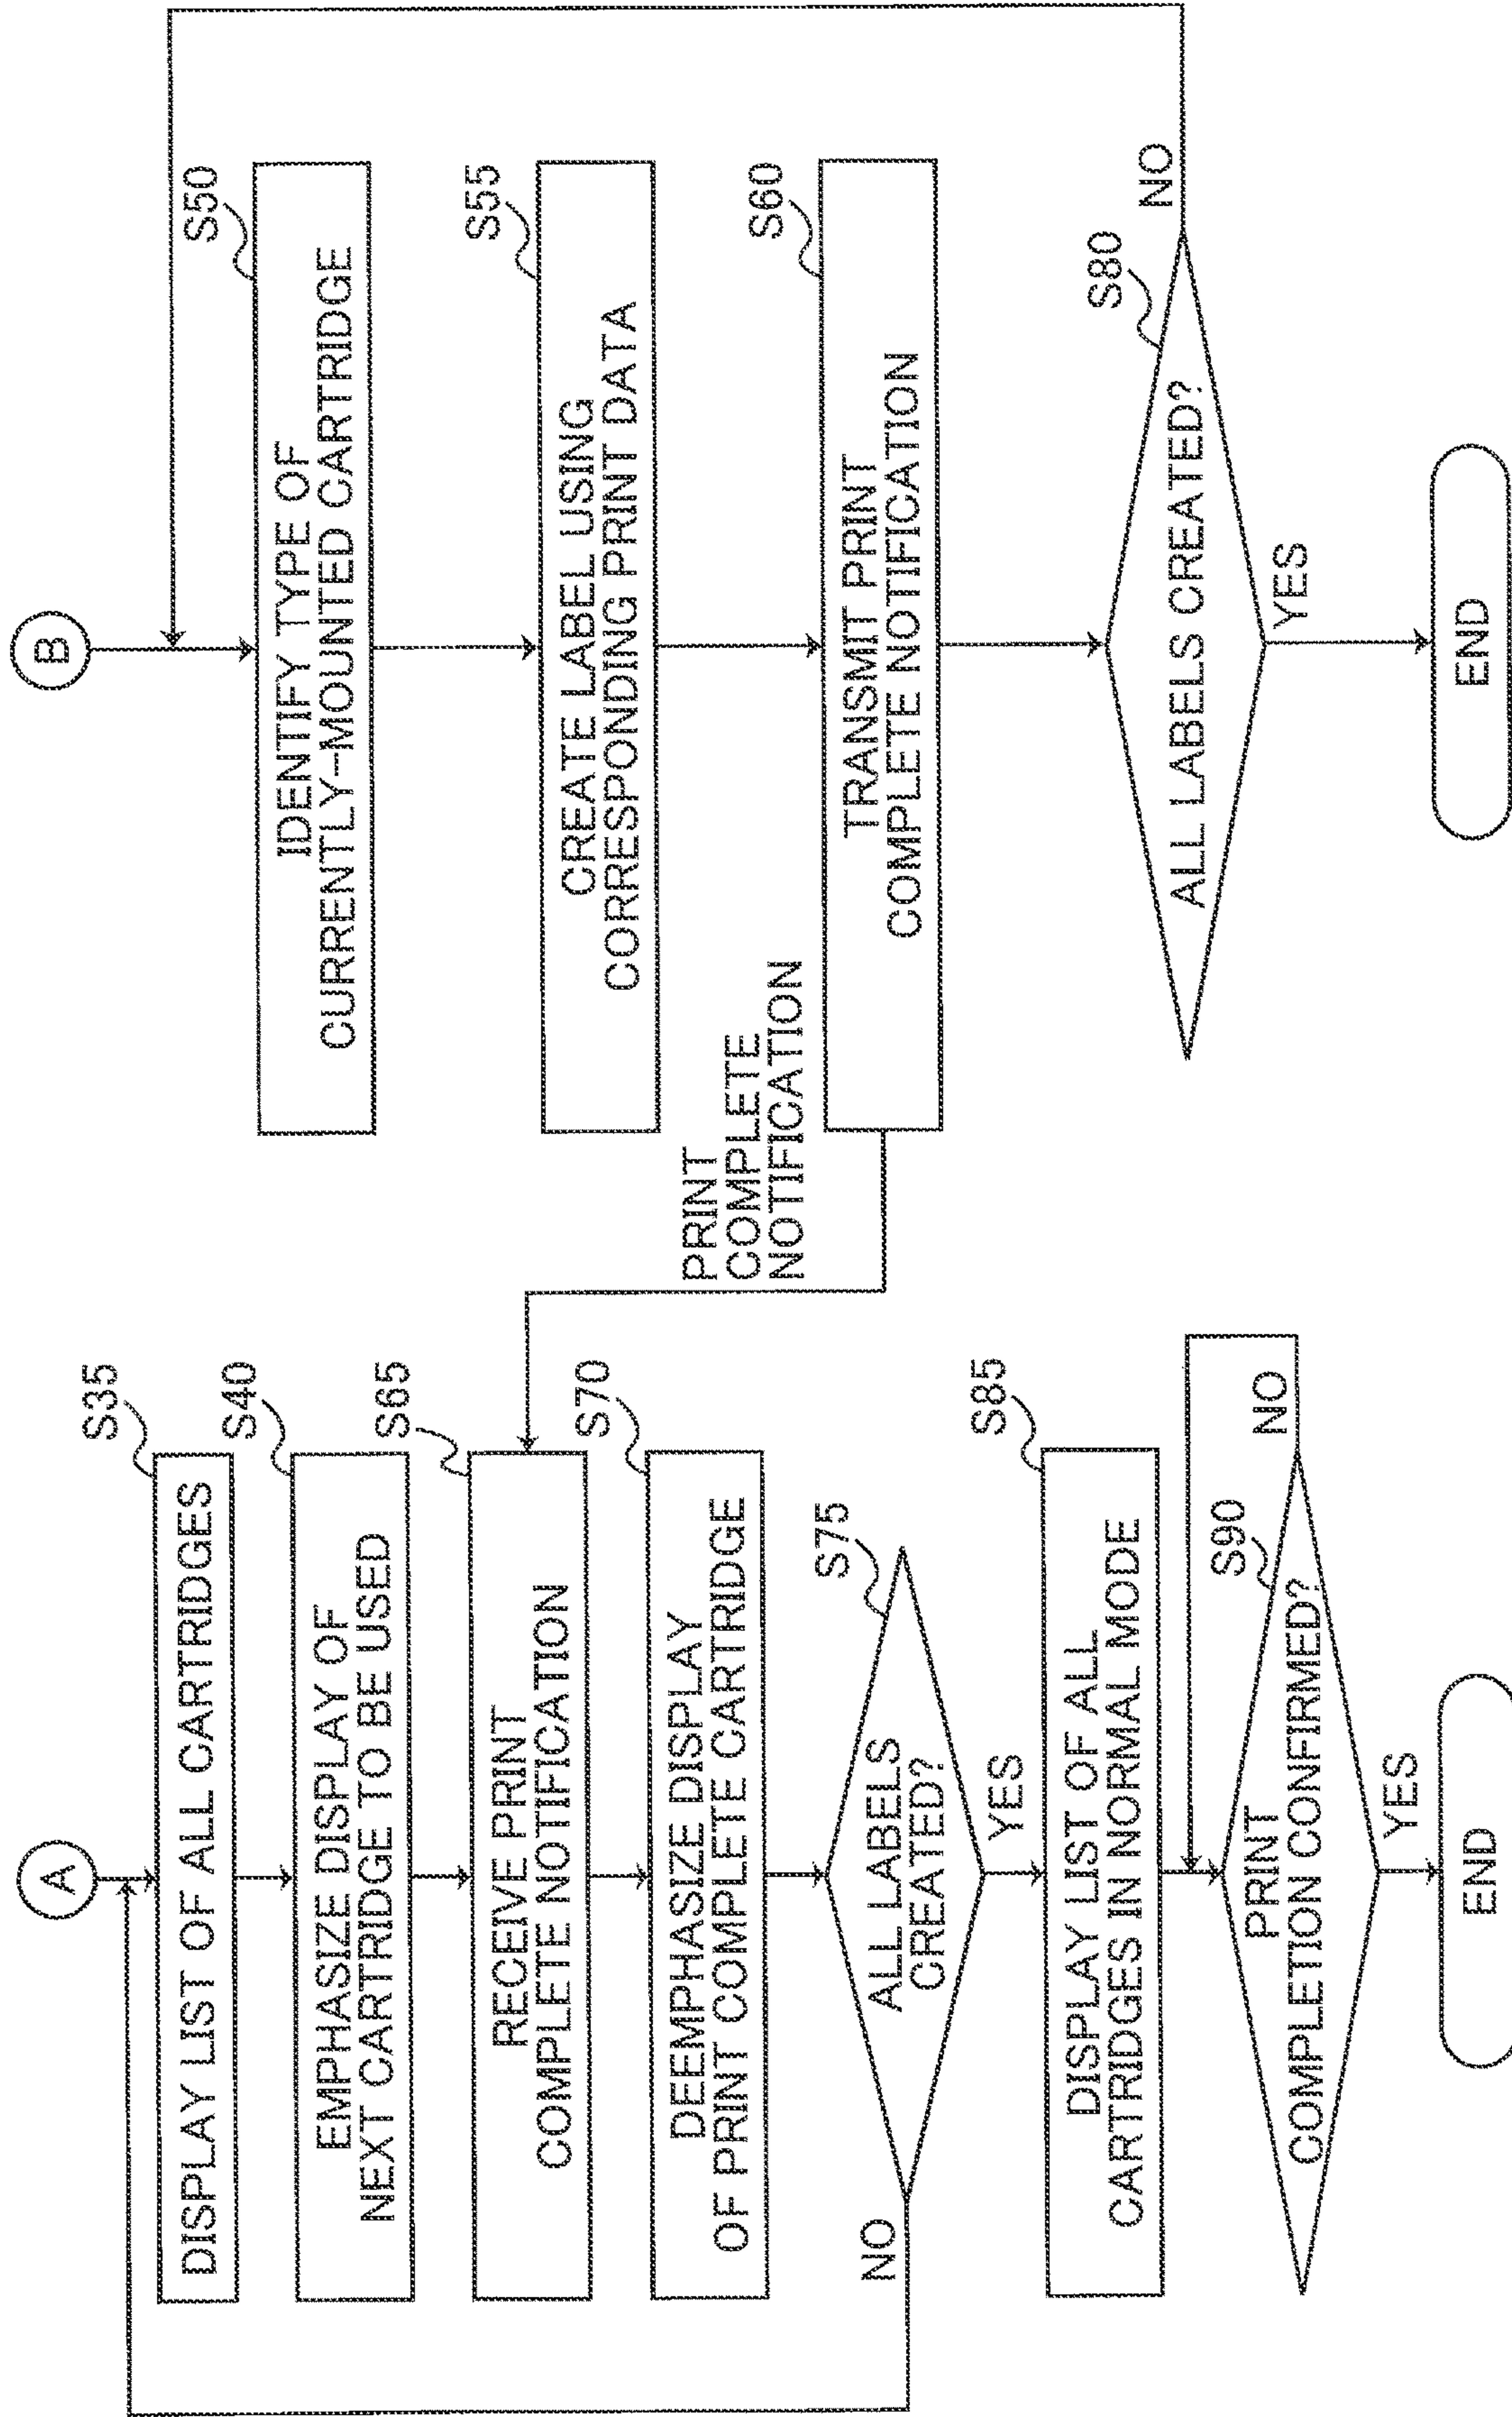 A
S35
DISPLAY LIST OF ALL CARTRIDGES
S40
EMPHASIZE DISPLAY OF
NEXT CARTRIDGE TO BE USED
S65
RECEIVE PRINT
COMPLETE NOTIFICATION
S70
DEEMPHASIZE DISPLAY
OF PRINT COMPLETE CARTRIDGE
S75
ALL LABELS
CREATED?
NO
YES
S85
DISPLAY LIST OF ALL
CARTRIDGES IN NORMAL MODE
S90
PRINT
COMPLETION CONFIRMED?
NO
YES
END
B
S50
IDENTIFY TYPE OF
CURRENTLY-MOUNTED CARTRIDGE
S55
CREATE LABEL USING
CORRESPONDING PRINT DATA
S60
TRANSMIT PRINT
COMPLETE NOTIFICATION
PRINT
COMPLETE
NOTIFICATION
S80
ALL LABELS CREATED?
NO
YES
END